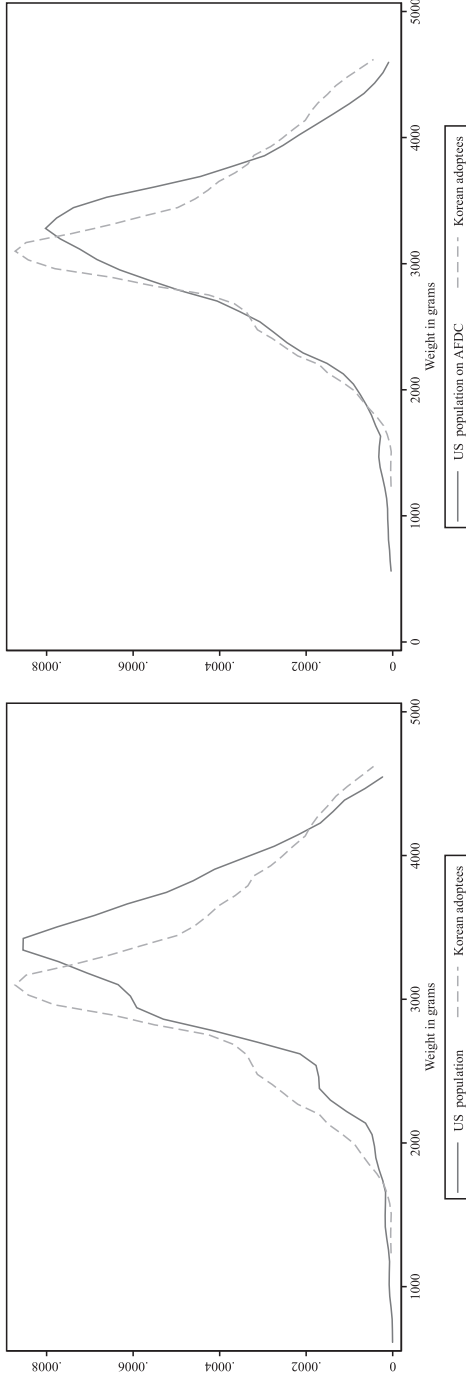 .0008
.0006
.0004
.0002
0
1000 2000 3000 4000 5000
Weight in grams
US population Korean adoptees
.0008
.0006
.0004
.0002
0
0 1000 2000 3000 4000 5000
Weight in grams
US population on AFDC Korean adoptees